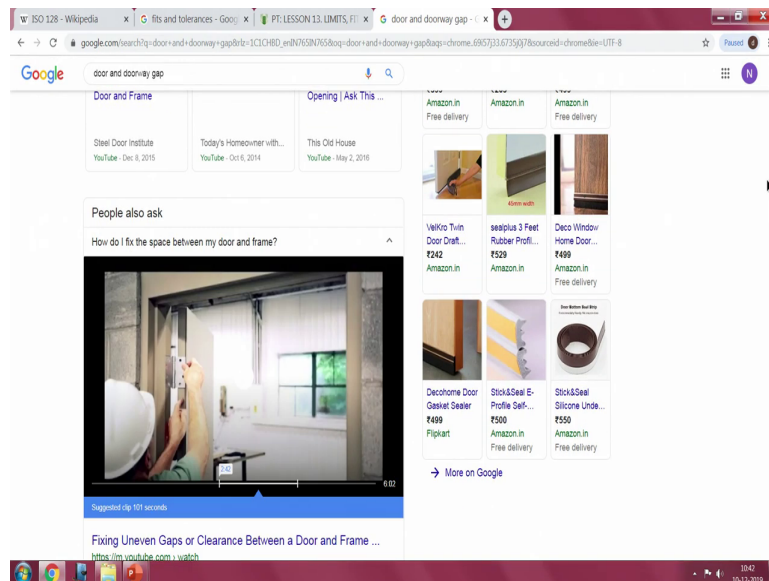 W ISO 128 - Wikipedia x
G fits and tolerances - Goog x
PT: LESSON 13. LIMITS, FIT x
G door and doorway gap - G x
google.com/search?q=door+and+doorway+gap&rlz=1C1CHBD_enIN765IN765&oq=door+and+doorway+gap&aqs=chrome..69i57j33.6735j0j7&sourceid=chrome&ie=UTF-8
Paused d
Google
door and doorway gap
N
Door and Frame
Opening | Ask This ...
Steel Door Institute
YouTube - Dec 8, 2015
Today's Homeowner with...
YouTube - Oct 6, 2014
This Old House
YouTube - May 2, 2016
Amazon.in
Free delivery
Amazon.in
Amazon.in
Free delivery
People also ask
How do I fix the space between my door and frame?
2:42
6:02
Suggested clip 101 seconds
Fixing Uneven Gaps or Clearance Between a Door and Frame ...
https://m.youtube.com › watch
45mm width
VelKro Twin
Door Draft...
₹242
Amazon.in
sealplus 3 Feet
Rubber Profil...
₹529
Amazon.in
Deco Window
Home Door...
₹499
Amazon.in
Free delivery
Door Bottom Seal Strip
Decohome Door
Gasket Sealer
₹499
Flipkart
Stick&Seal E-
Profile Self-...
₹500
Amazon.in
Free delivery
Stick&Seal
Silicone Unde...
₹550
Amazon.in
Free delivery
→ More on Google
10:42
10-12-2019